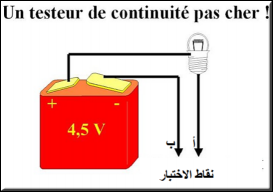 Un testeur de continuité pas cher !
+ -
4,5 V
ب أ
نقاط الاختبار